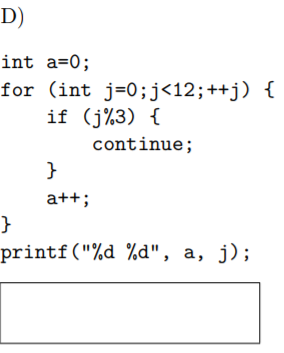 D)
int a=0;
for (int j=0;j<12;++j) {
    if (j%3) {
        continue;
    }
    a++;
}
printf("%d %d", a, j);